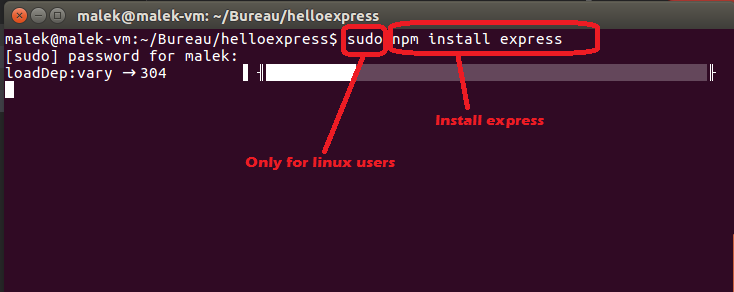 malek@malek-vm: ~/Bureau/helloexpress
malek@malek-vm:~/Bureau/helloexpress$ sudo npm install express
[sudo] password for malek:
loadDep:vary → 304
Install express
Only for linux users